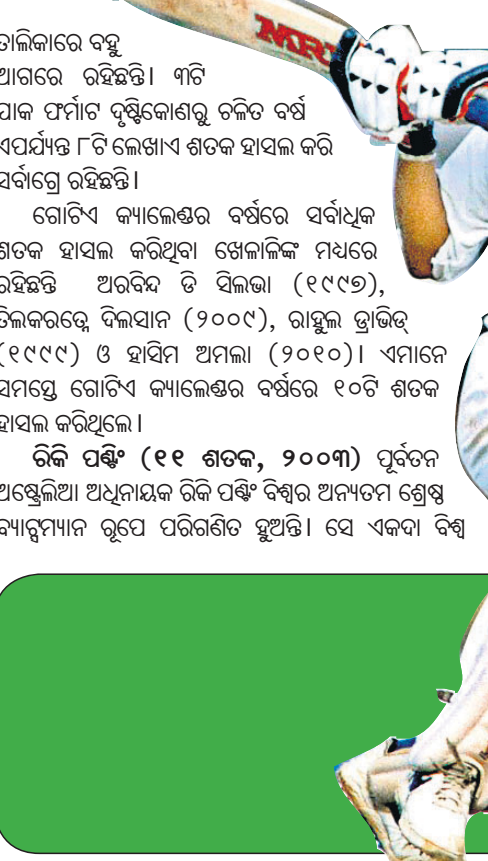 ତାଲିକାରେ ବହୁ
ଆଗରେ ରହିଛନ୍ତି। ୩ଟି
ଯାକ ଫର୍ମାଟ ଦୃଷ୍ଟିକୋଣରୁ ଚଳିତ ବର୍ଷ
ଏପର୍ଯ୍ୟନ୍ତ ୮ଟି ଲେଖାଏ ଶତକ ହାସଲ କରି
ସର୍ବାଗ୍ରେ ରହିଛନ୍ତି।
ଗୋଟିଏ କ୍ୟାଲେଣ୍ଡର ବର୍ଷରେ ସର୍ବାଧିକ
ଶତକ ହାସଲ କରିଥିବା ଖେଳାଳିଙ୍କ ମଧ୍ୟରେ
ରହିଛନ୍ତି ଅରବିନ୍ଦ ଡି ସିଲଭା (୧୯୯୭),
ତିଲକରତ୍ନେ ଦିଲସାନ (୨୦୦୯), ରାହୁଲ ଡ୍ରାଭିଡ୍
(୧୯୯୯) ଓ ହାସିମ ଅମଲା (୨୦୧୦)। ଏମାନେ
ସମସ୍ତେ ଗୋଟିଏ କ୍ୟାଲେଣ୍ଡର ବର୍ଷରେ ୧୦ଟି ଶତକ
ହାସଲ କରିଥିଲେ।
ରିକି ପଣ୍ଟିଂ (୧୧ ଶତକ, ୨୦୦୩) ପୂର୍ବତନ
ଅଷ୍ଟ୍ରେଲିଆ ଅଧିନାୟକ ରିକି ପଣ୍ଟିଂ ବିଶ୍ୱର ଅନ୍ୟତମ ଶ୍ରେଷ୍ଠ
ବ୍ୟାଟ୍ସମ୍ୟାନ ରୂପେ ପରିଗଣିତ ହୁଅନ୍ତି। ସେ ଏକଦା ବିଶ୍ୱ
MRF